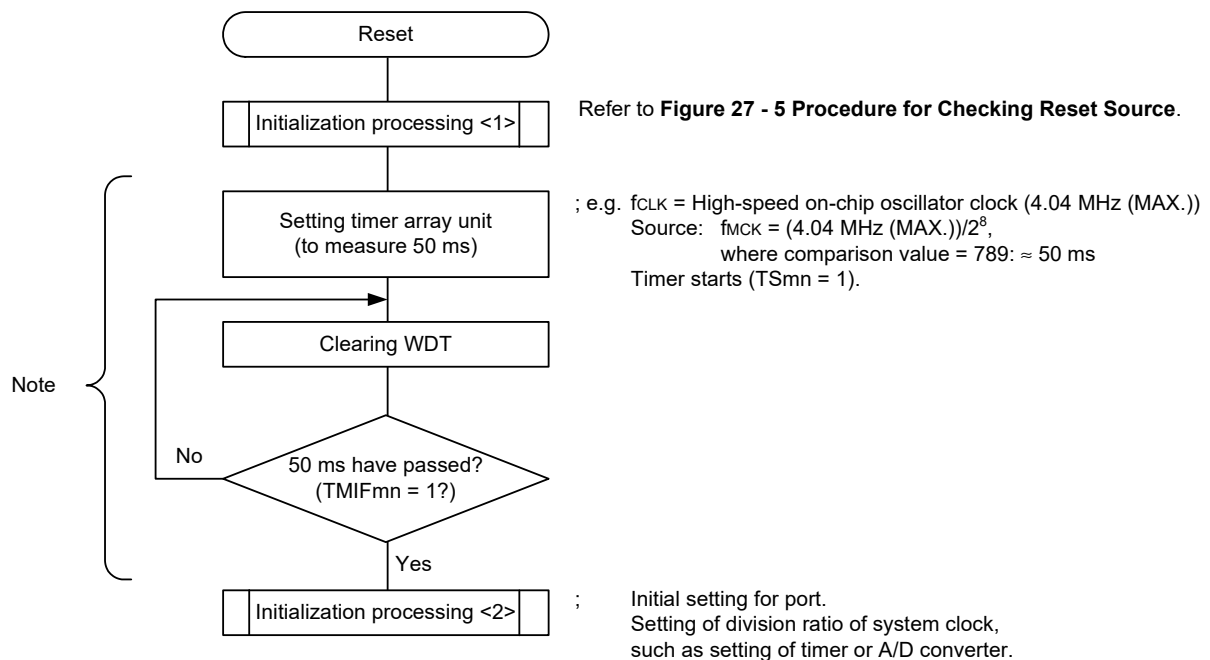 Reset
Initialization processing <1>
Refer to Figure 27 - 5 Procedure for Checking Reset Source.
Setting timer array unit
(to measure 50 ms)
; e.g. fCLK = High-speed on-chip oscillator clock (4.04 MHz (MAX.))
Source: fMCK = (4.04 MHz (MAX.))/2⁸,
where comparison value = 789: ≈ 50 ms
Timer starts (TSmn = 1).
Clearing WDT
Note
No
50 ms have passed?
(TMIFmn = 1?)
Yes
Initialization processing <2>
; Initial setting for port.
Setting of division ratio of system clock,
such as setting of timer or A/D converter.